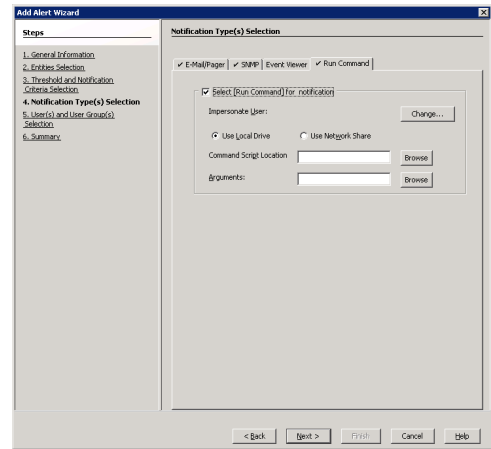 Add Alert Wizard
Steps
1. General Information
2. Entities Selection
3. Threshold and Notification
Criteria Selection
4. Notification Type(s) Selection
5. User(s) and User Group(s)
Selection
6. Summary
Notification Type(s) Selection
E-Mail/Pager SNMP Event Viewer Run Command
Select [Run Command] for notification
Impersonate User:
Change...
Use Local Drive Use Network Share
Command Script Location
Browse
Arguments:
Browse
< Back Next > Finish Cancel Help